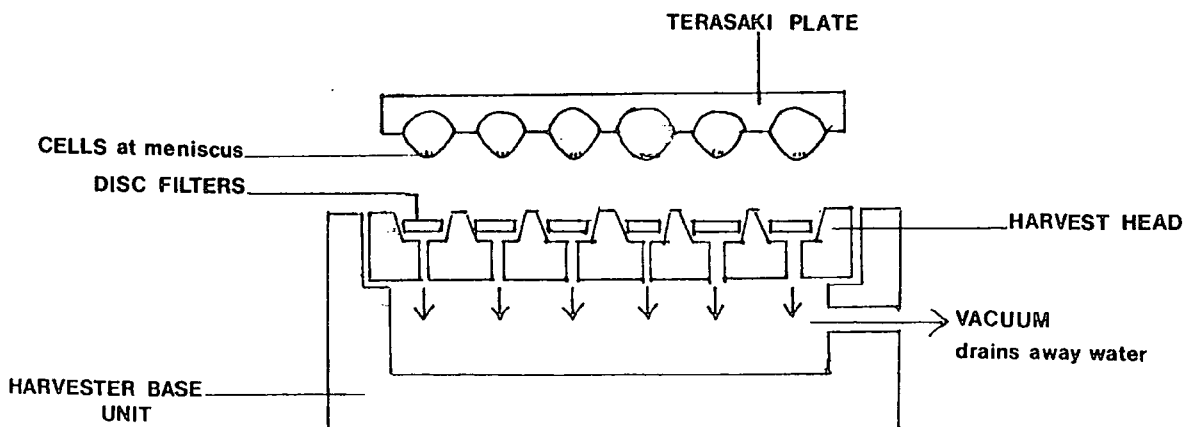 TERASAKI PLATE
CELLS at meniscus
DISC FILTERS
HARVEST HEAD
VACUUM
drains away water
HARVESTER BASE
UNIT